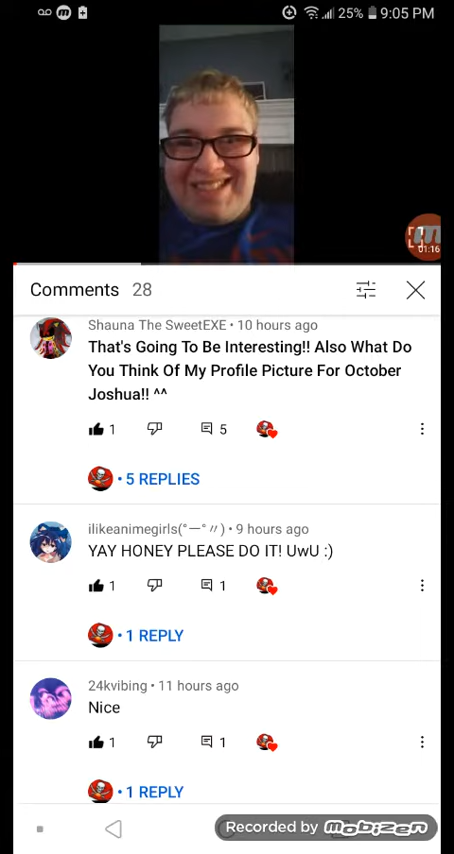 25% 9:05 PM
01:16
Comments 28
Shauna The SweetEXE • 10 hours ago
That's Going To Be Interesting!! Also What Do
You Think Of My Profile Picture For October
Joshua!! ^^
1 5
• 5 REPLIES
ilikeanimegirls(°一°〃) • 9 hours ago
YAY HONEY PLEASE DO IT! UwU :)
1 1
• 1 REPLY
24kvibing • 11 hours ago
Nice
1 1
• 1 REPLY
Recorded by Mobizen